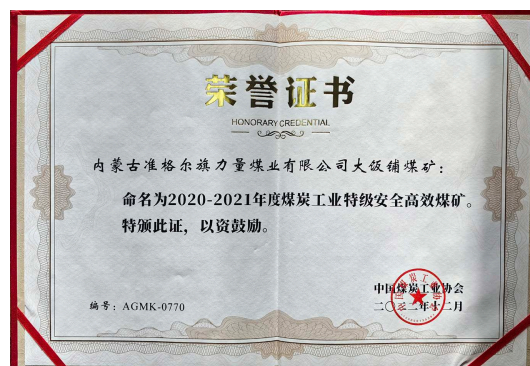 荣誉证书
HONORARY CREDENTIAL
内蒙古准格尔旗力量煤业有限公司大饭铺煤矿：
命名为2020-2021年度煤炭工业特级安全高效煤矿。
特颁此证，以资鼓励。
中国煤炭工业协会
编号：AGMK-0770
二〇二二年十二月